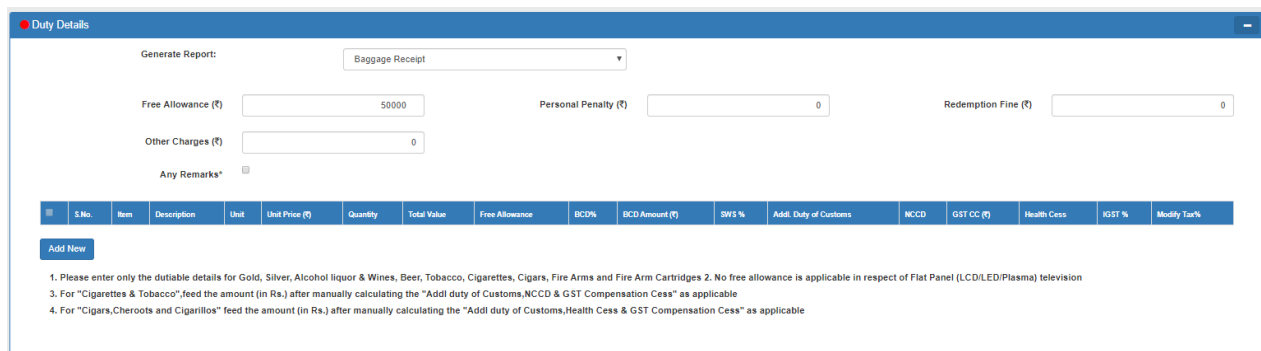 Duty Details
Generate Report: Baggage Receipt
Free Allowance (₹) 50000 Personal Penalty (₹) 0 Redemption Fine (₹) 0
Other Charges (₹) 0
Any Remarks*
S.No. Item Description Unit Unit Price (₹) Quantity Total Value Free Allowance BCD% BCD Amount (₹) SWS % Addl. Duty of Customs NCCD GST CC (₹) Health Cess IGST % Modify Tax%
Add New
1. Please enter only the dutiable details for Gold, Silver, Alcohol liquor & Wines, Beer, Tobacco, Cigarettes, Cigars, Fire Arms and Fire Arm Cartridges 2. No free allowance is applicable in respect of Flat Panel (LCD/LED/Plasma) television
3. For "Cigarettes & Tobacco",feed the amount (in Rs.) after manually calculating the "Addl duty of Customs,NCCD & GST Compensation Cess" as applicable
4. For "Cigars,Cheroots and Cigarillos" feed the amount (in Rs.) after manually calculating the "Addl duty of Customs,Health Cess & GST Compensation Cess" as applicable